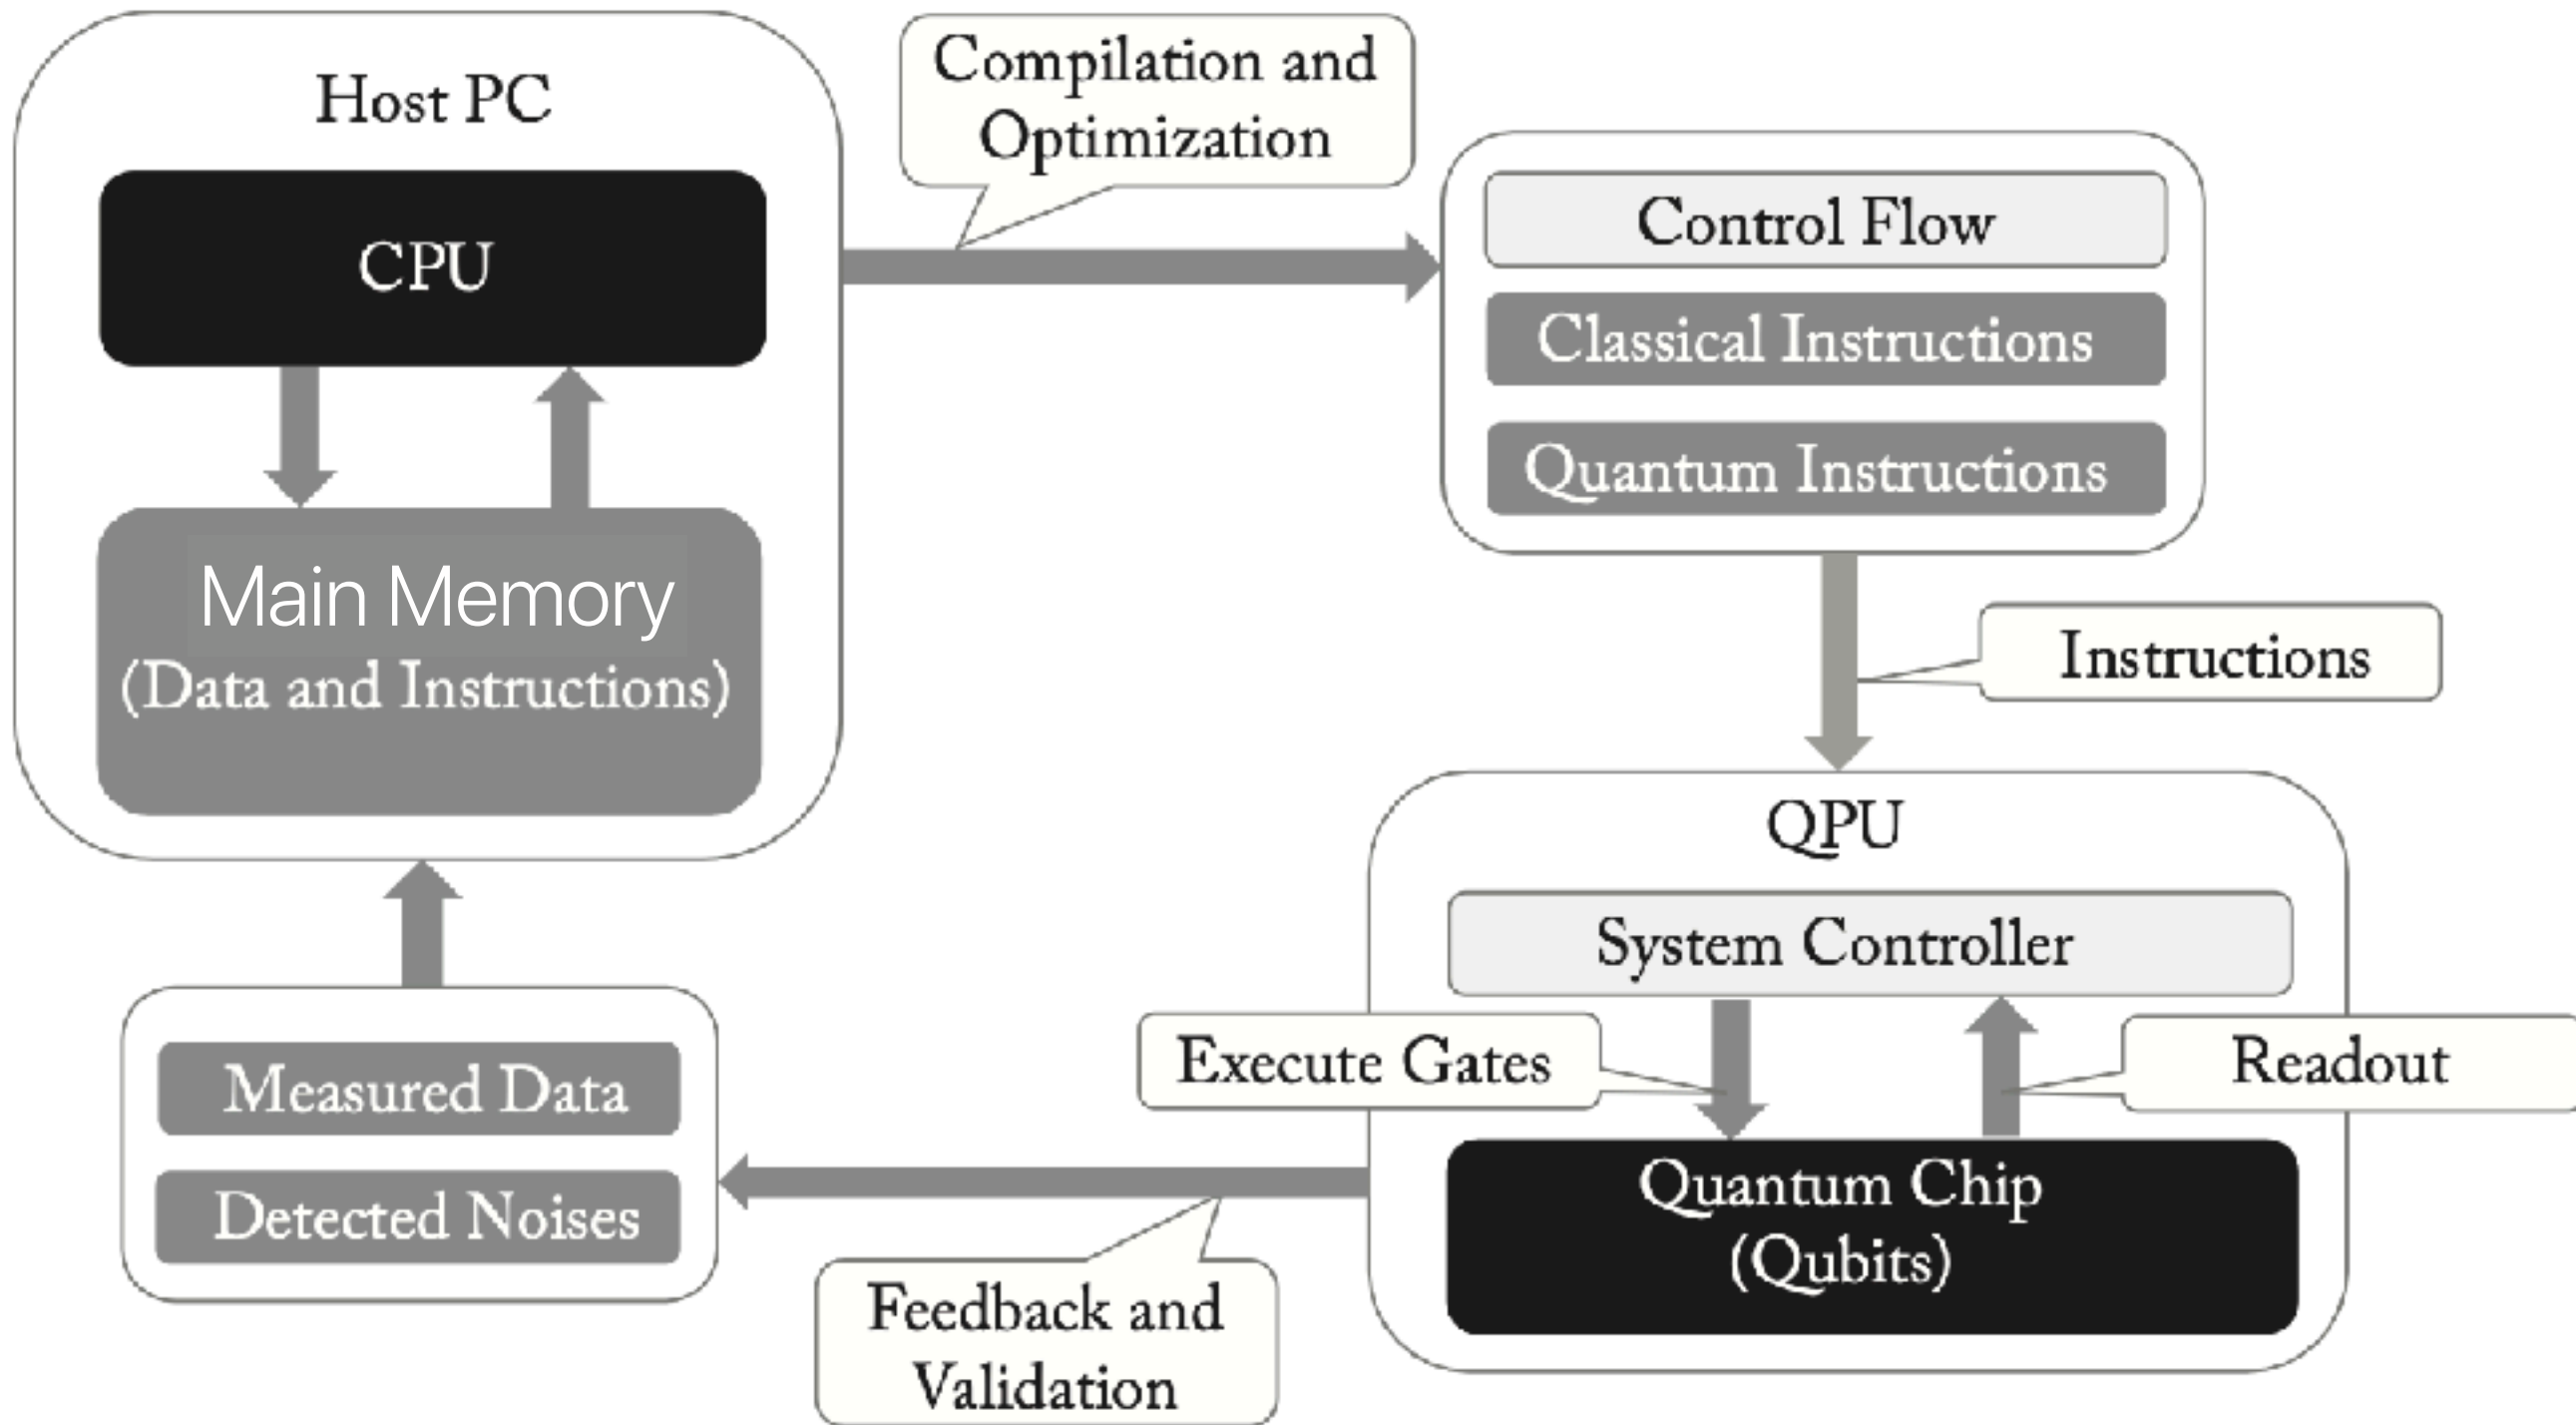 Host PC
CPU
Main Memory
(Data and Instructions)
Compilation and
Optimization
Control Flow
Classical Instructions
Quantum Instructions
Instructions
QPU
System Controller
Execute Gates
Readout
Quantum Chip
(Qubits)
Feedback and
Validation
Measured Data
Detected Noises